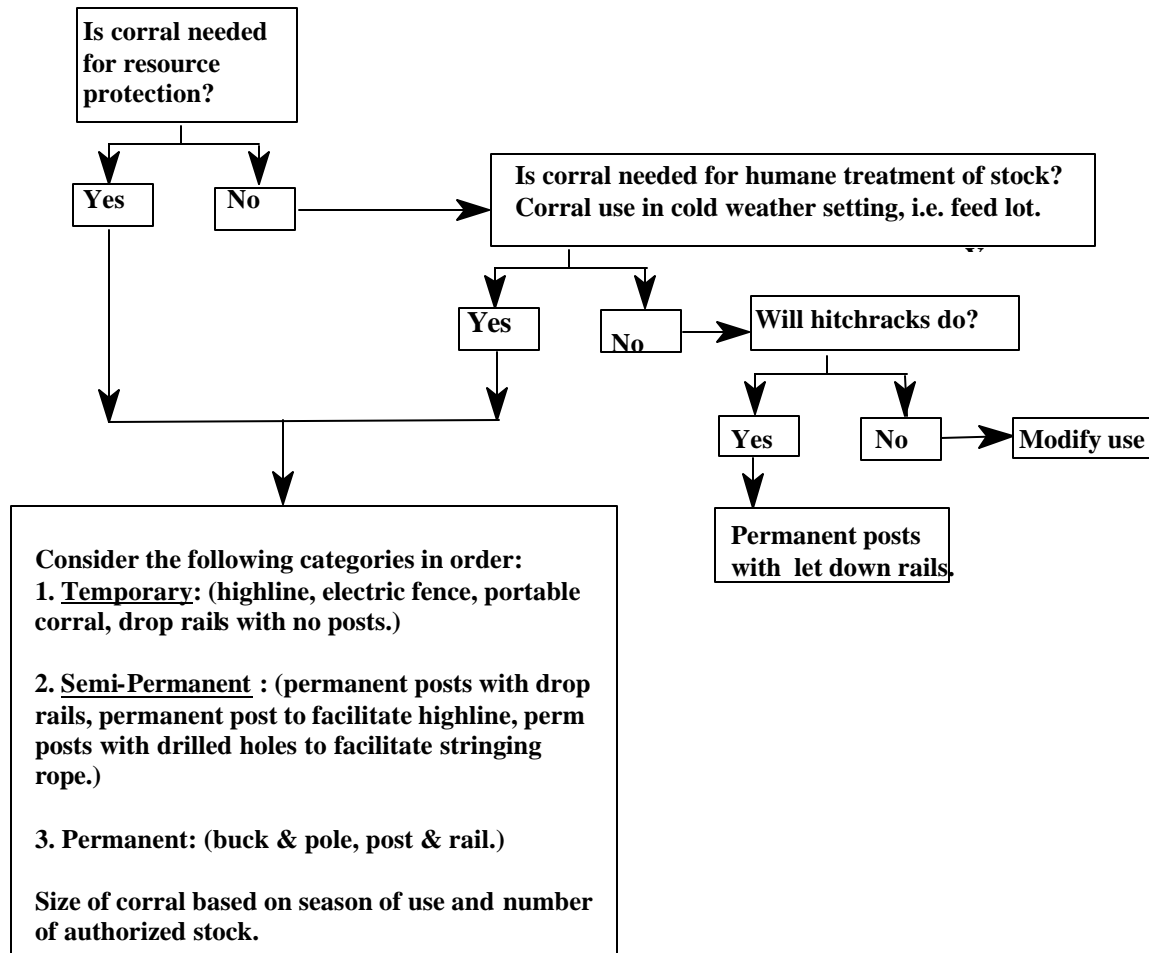 Is corral needed
for resource
protection?
Yes
No
Is corral needed for humane treatment of stock?
Corral use in cold weather setting, i.e. feed lot.
Yes
No
Will hitchracks do?
Yes
No
Modify use
Permanent posts
with let down rails.
Consider the following categories in order:
1. Temporary: (highline, electric fence, portable
corral, drop rails with no posts.)
2. Semi-Permanent : (permanent posts with drop
rails, permanent post to facilitate highline, perm
posts with drilled holes to facilitate stringing
rope.)
3. Permanent: (buck & pole, post & rail.)
Size of corral based on season of use and number
of authorized stock.